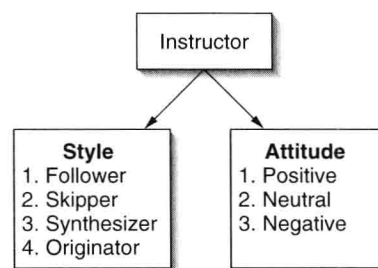 Instructor
Style
1. Follower
2. Skipper
3. Synthesizer
4. Originator
Attitude
1. Positive
2. Neutral
3. Negative